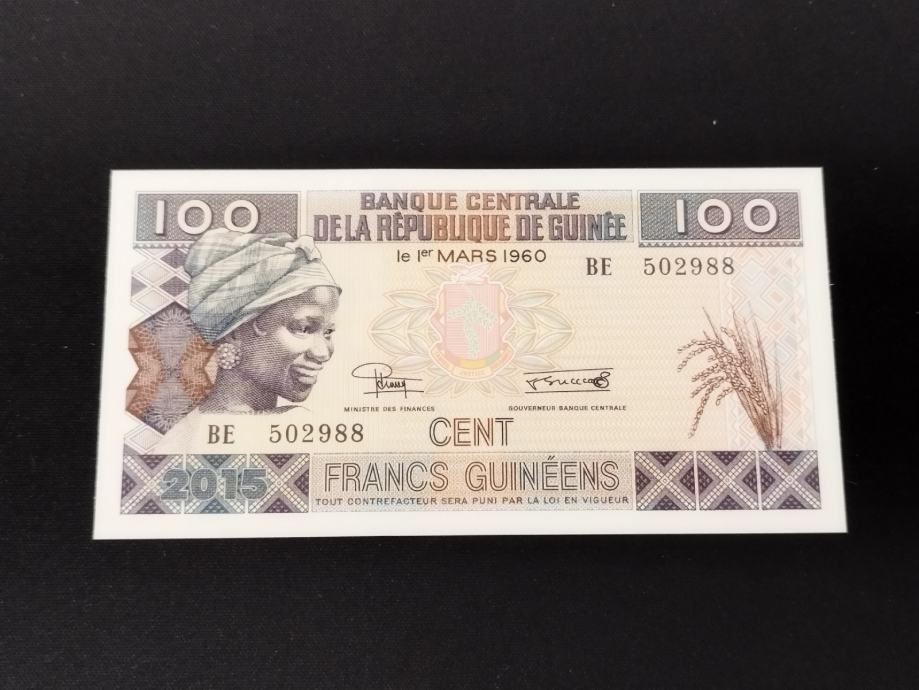 100
BANQUE CENTRALE
DE LA RÉPUBLIQUE DE GUINÉE
100
le 1er MARS 1960
BE 502988
MINISTRE DES FINANCES
GOUVERNEUR BANQUE CENTRALE
BE 502988
CENT
2015
FRANCS GUINÉENS
TOUT CONTREFACTEUR SERA PUNI PAR LA LOI EN VIGUEUR